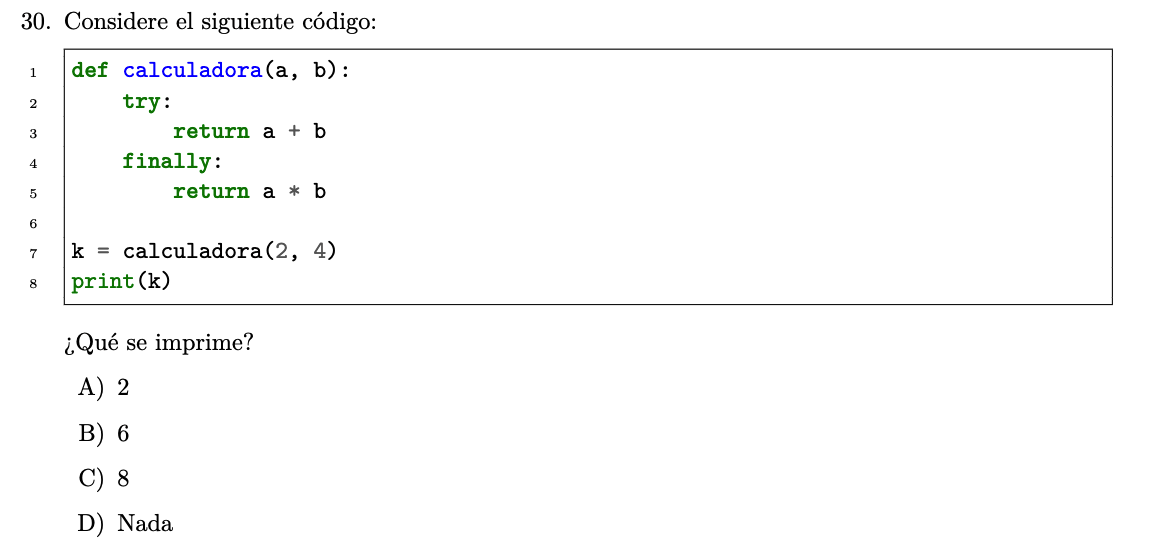 30. Considere el siguiente código:
1 def calculadora(a, b):
2     try:
3         return a + b
4     finally:
5         return a * b
6
7 k = calculadora(2, 4)
8 print(k)
¿Qué se imprime?
A) 2
B) 6
C) 8
D) Nada